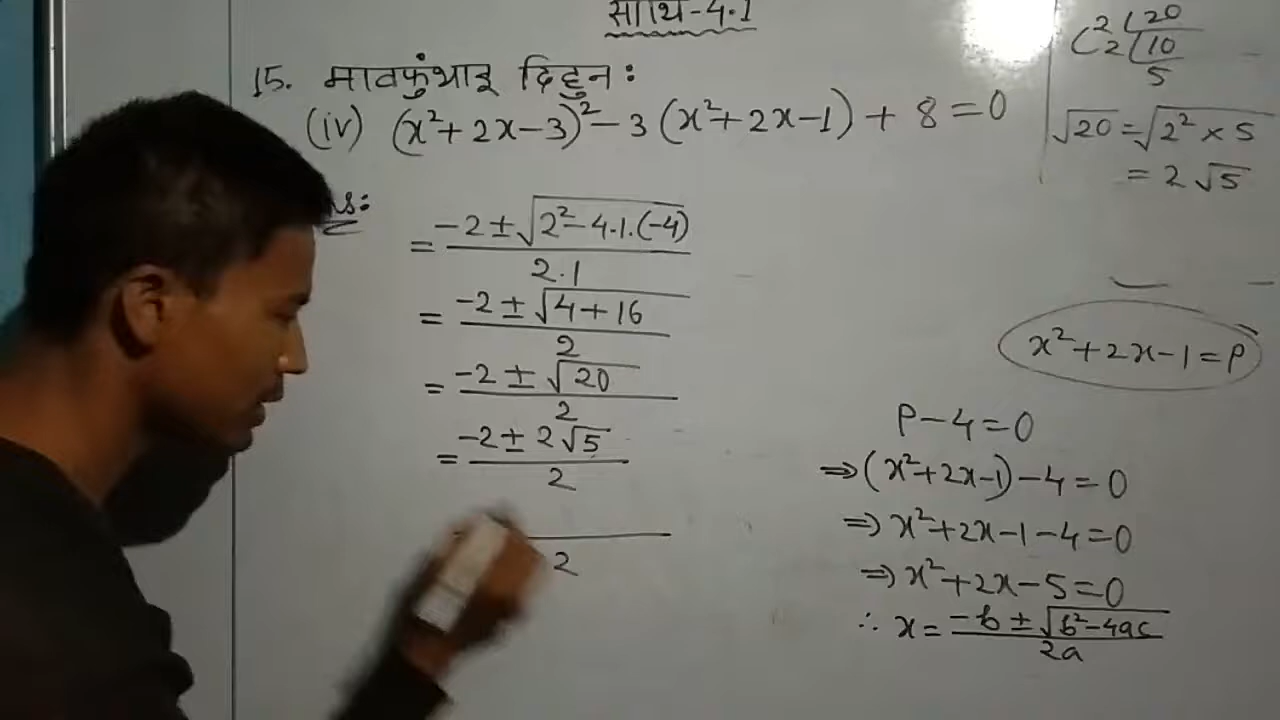 साथि-4.1
15. मावफुंथाइ दिहुन :
(iv) (x²+2x-3)²-3(x²+2x-1)+8=0
= -2±√(2²-4.1.(-4)) / 2.1
= -2±√(4+16) / 2
= -2±√20 / 2
= -2±2√5 / 2
2
2 | 20
2 | 10
5
√20=√(2²×5)
= 2√5
x²+2x-1=P
P-4=0
⇒(x²+2x-1)-4=0
⇒x²+2x-1-4=0
⇒x²+2x-5=0
∴ x= -b±√(b²-4ac) / 2a